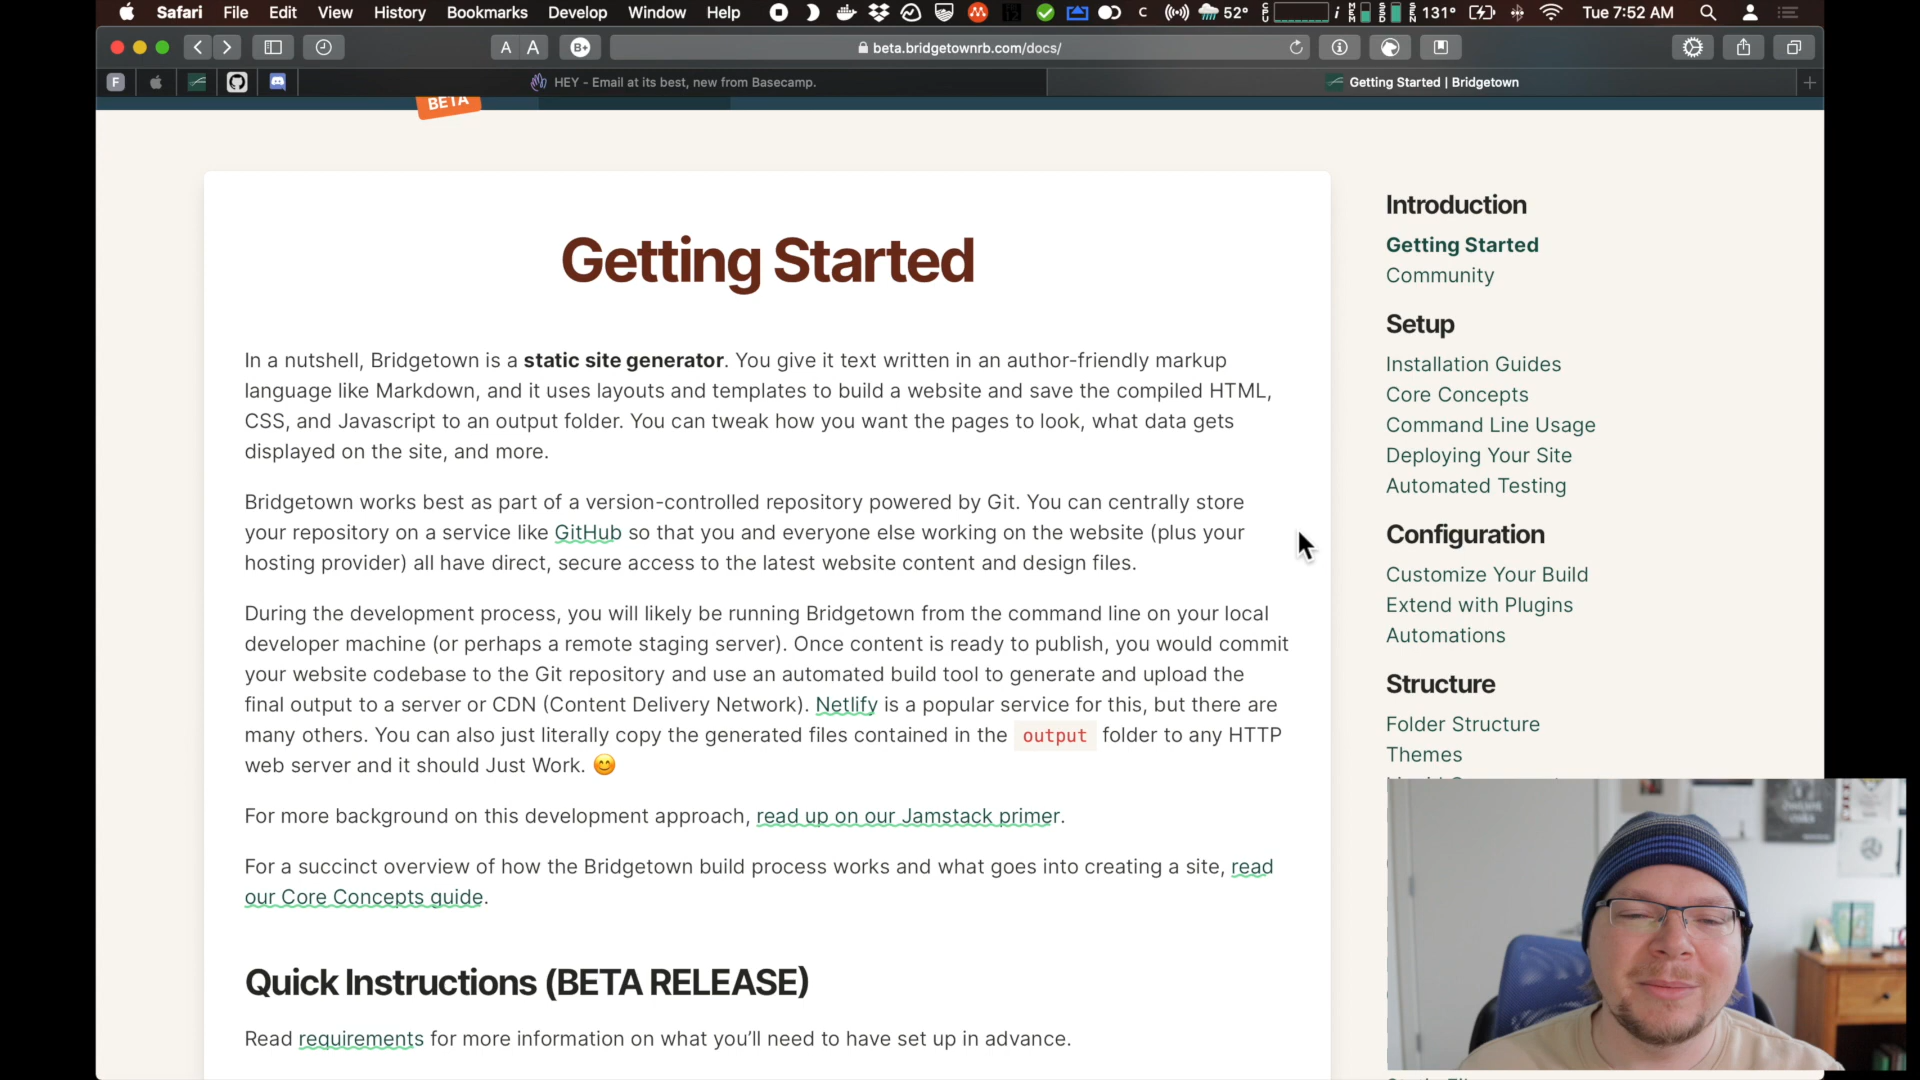 Safari File Edit View History Bookmarks Develop Window Help 52° 131° Tue 7:52 AM
A A B+ beta.bridgetownrb.com/docs/
F HEY - Email at its best, new from Basecamp. Getting Started | Bridgetown
BETA
Getting Started
In a nutshell, Bridgetown is a static site generator. You give it text written in an author-friendly markup
language like Markdown, and it uses layouts and templates to build a website and save the compiled HTML,
CSS, and Javascript to an output folder. You can tweak how you want the pages to look, what data gets
displayed on the site, and more.
Bridgetown works best as part of a version-controlled repository powered by Git. You can centrally store
your repository on a service like GitHub so that you and everyone else working on the website (plus your
hosting provider) all have direct, secure access to the latest website content and design files.
During the development process, you will likely be running Bridgetown from the command line on your local
developer machine (or perhaps a remote staging server). Once content is ready to publish, you would commit
your website codebase to the Git repository and use an automated build tool to generate and upload the
final output to a server or CDN (Content Delivery Network). Netlify is a popular service for this, but there are
many others. You can also just literally copy the generated files contained in the output folder to any HTTP
web server and it should Just Work. 😊
For more background on this development approach, read up on our Jamstack primer.
For a succinct overview of how the Bridgetown build process works and what goes into creating a site, read
our Core Concepts guide.
Quick Instructions (BETA RELEASE)
Read requirements for more information on what you’ll need to have set up in advance.
Introduction
Getting Started
Community
Setup
Installation Guides
Core Concepts
Command Line Usage
Deploying Your Site
Automated Testing
Configuration
Customize Your Build
Extend with Plugins
Automations
Structure
Folder Structure
Themes